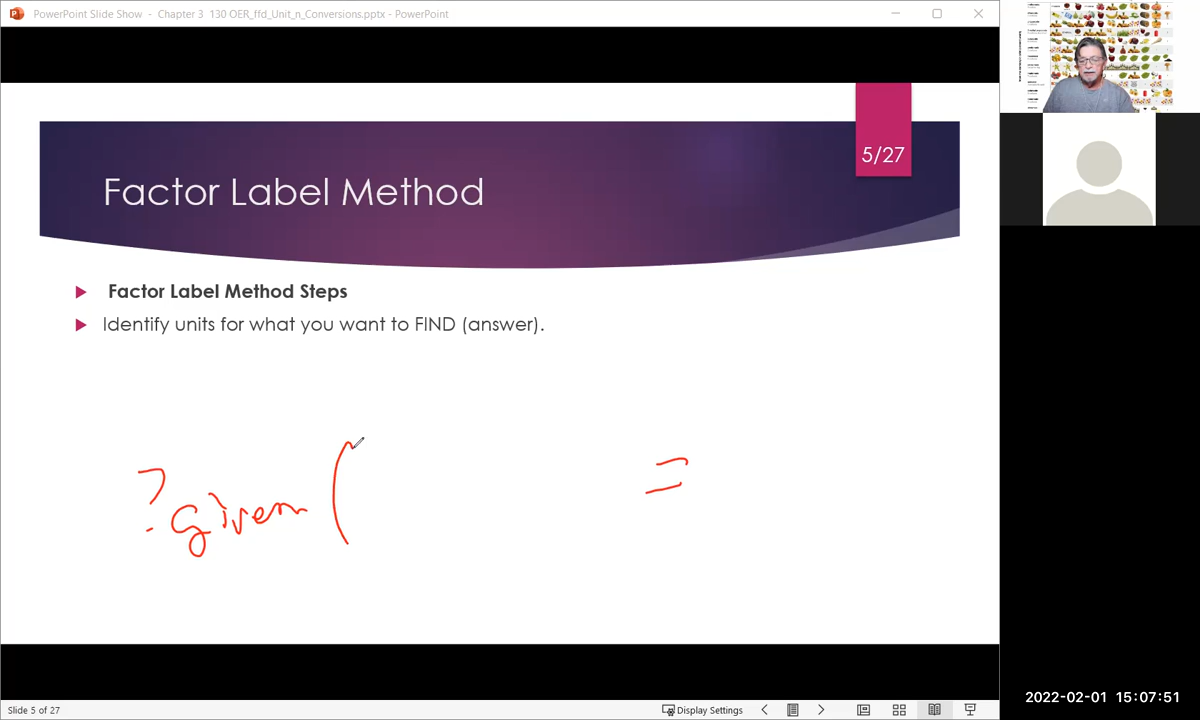 PowerPoint Slide Show - Chapter 3 130 OER_ffd_Unit_n_Conversions.pptx - PowerPoint
5/27
Factor Label Method
Factor Label Method Steps
Identify units for what you want to FIND (answer).
? given ( =
Slide 5 of 27
Display Settings
2022-02-01 15:07:51